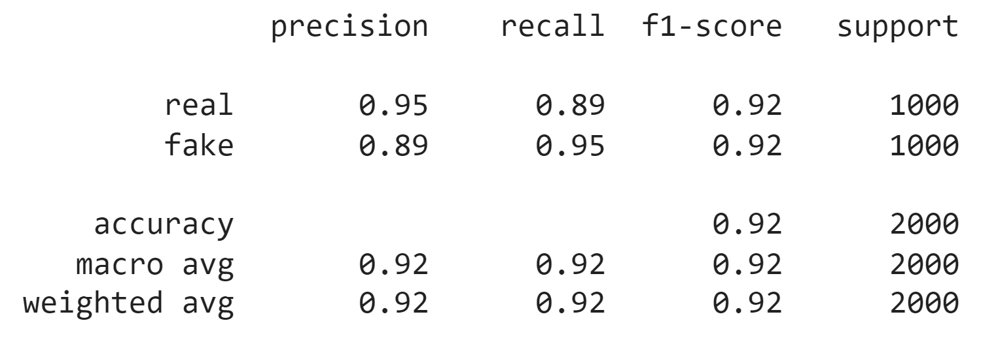 precision recall f1-score support
real 0.95 0.89 0.92 1000
fake 0.89 0.95 0.92 1000
accuracy 0.92 2000
macro avg 0.92 0.92 0.92 2000
weighted avg 0.92 0.92 0.92 2000